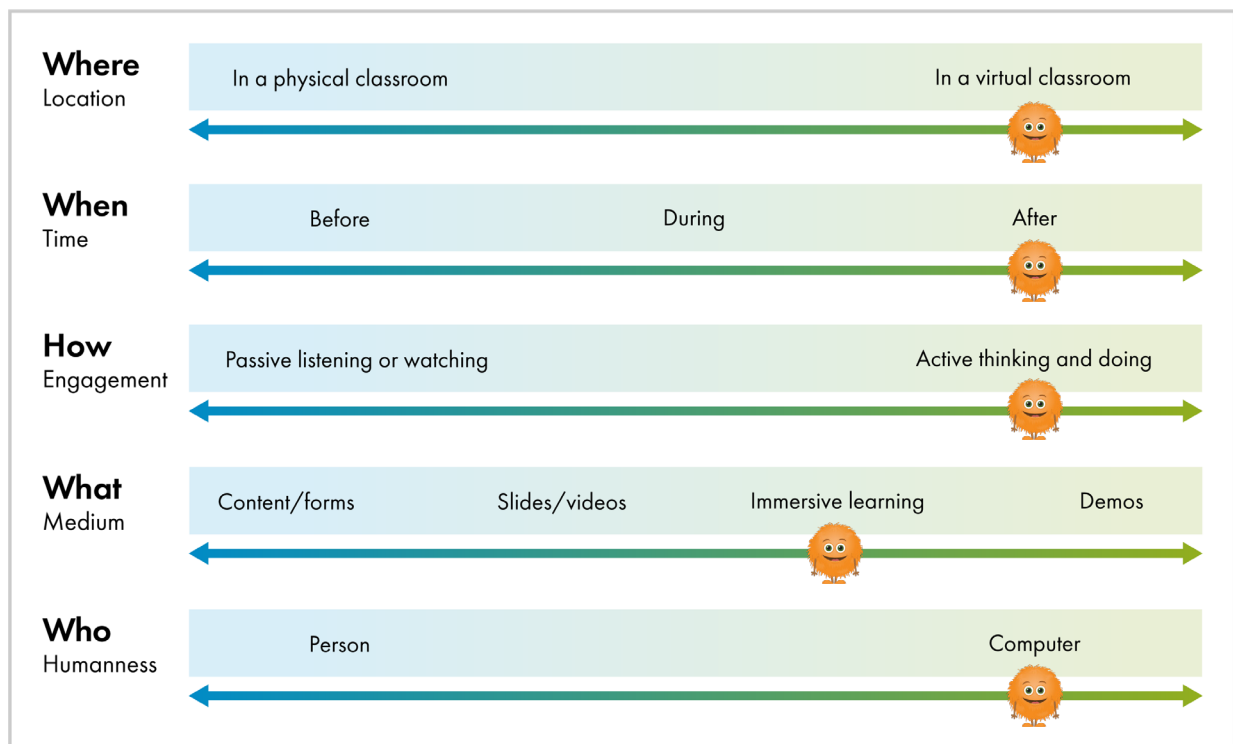 Where
Location
In a physical classroom
In a virtual classroom
When
Time
Before
During
After
How
Engagement
Passive listening or watching
Active thinking and doing
What
Medium
Content/forms
Slides/videos
Immersive learning
Demos
Who
Humanness
Person
Computer